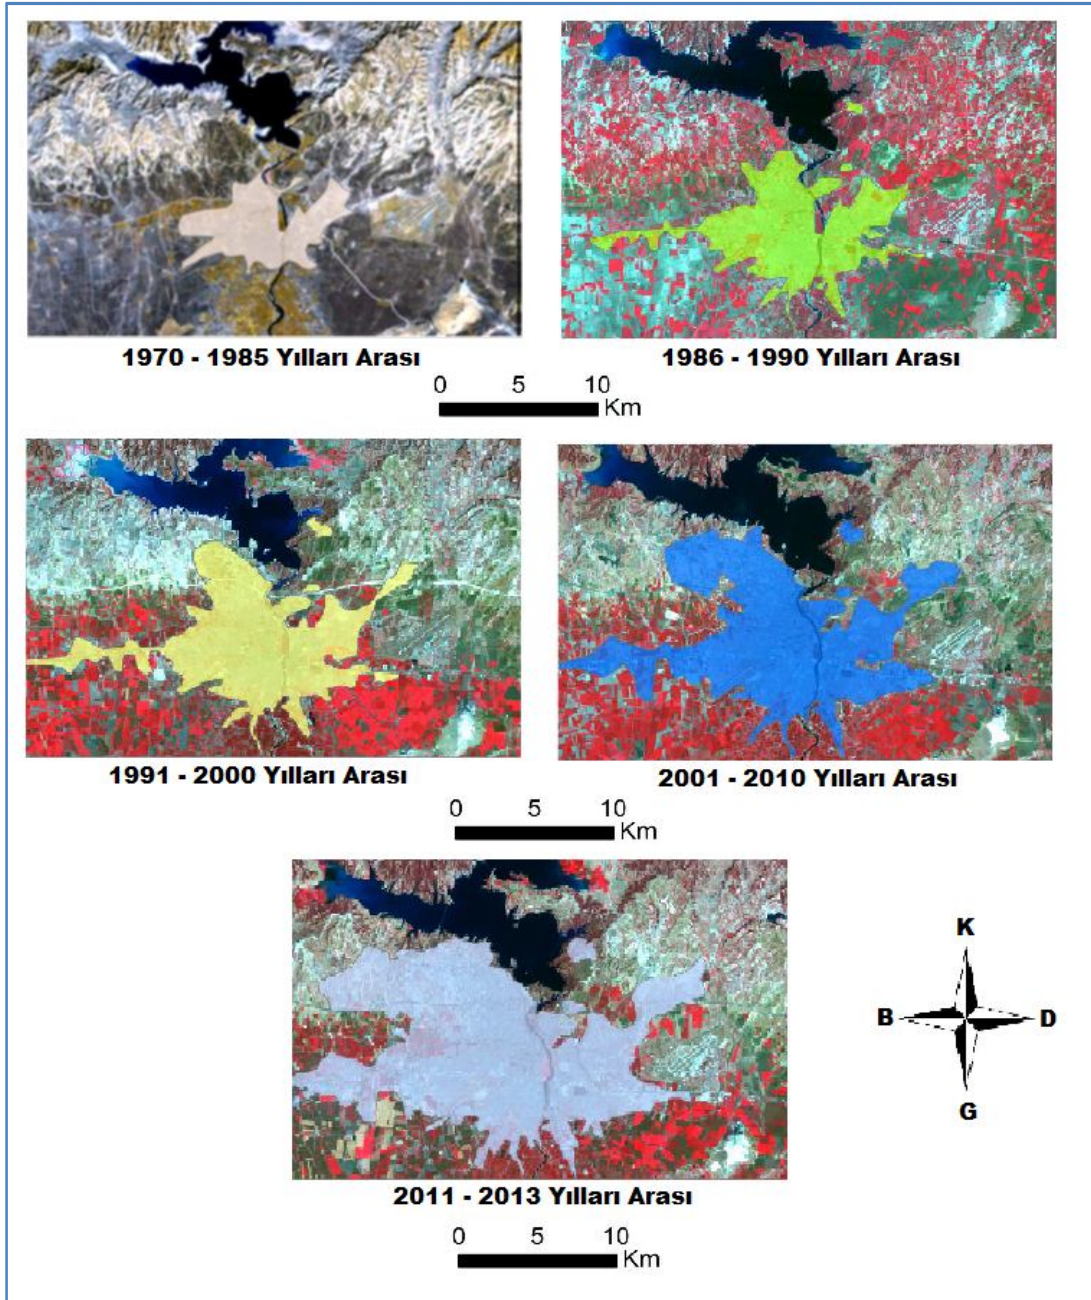 1970 - 1985 Yılları Arası
1986 - 1990 Yılları Arası
0 5 10
Km
1991 - 2000 Yılları Arası
2001 - 2010 Yılları Arası
0 5 10
Km
K
B D
G
2011 - 2013 Yılları Arası
0 5 10
Km